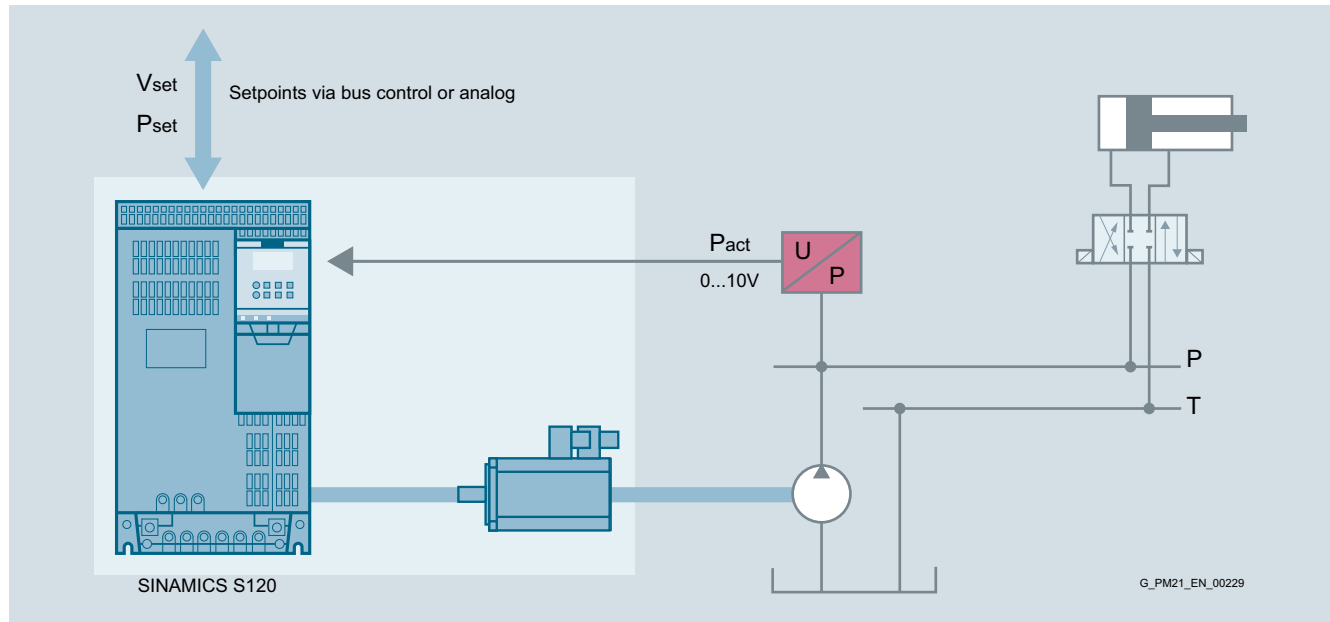 Vset
Setpoints via bus control or analog
Pset
Pact
0...10V
U
P
P
T
SINAMICS S120
G_PM21_EN_00229